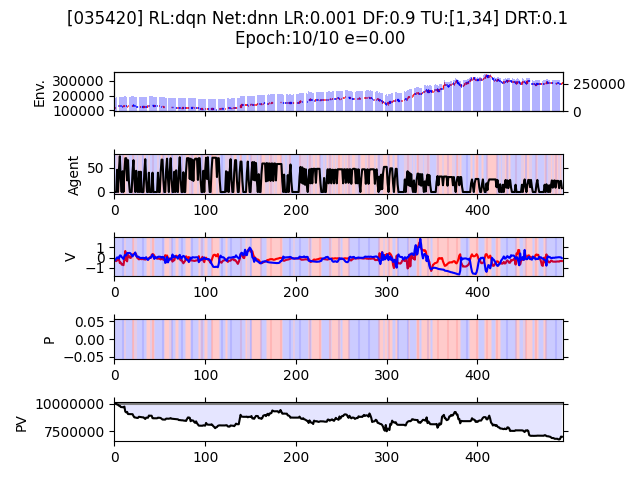 [035420] RL:dqn Net:dnn LR:0.001 DF:0.9 TU:[1,34] DRT:0.1
Epoch:10/10 e=0.00
Env.
300000
200000
100000
250000
0
Agent
50
0
0 100 200 300 400
V
1
0
−1
0 100 200 300 400
P
0.05
0.00
−0.05
0 100 200 300 400
PV
10000000
7500000
0 100 200 300 400